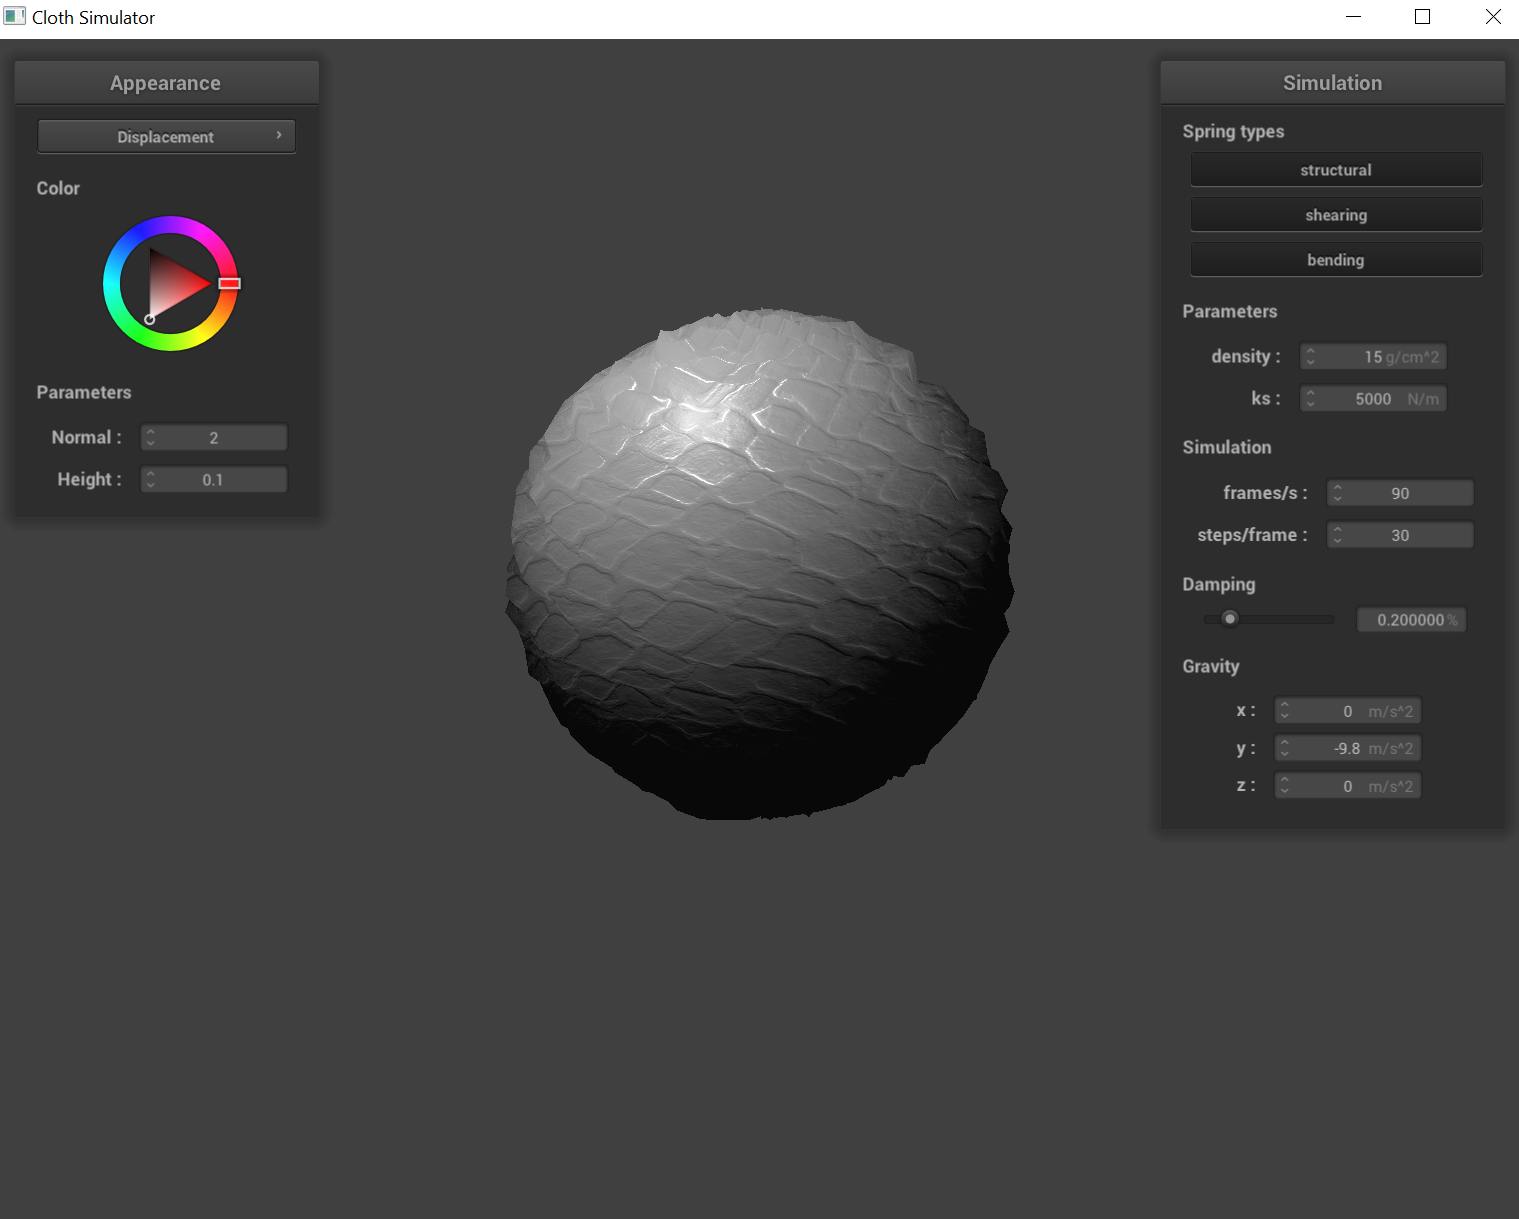 Cloth Simulator
Appearance
Displacement
Color
Parameters
Normal : 2
Height : 0.1
Simulation
Spring types
structural
shearing
bending
Parameters
density : 15 g/cm^2
ks : 5000 N/m
Simulation
frames/s : 90
steps/frame : 30
Damping
0.200000 %
Gravity
x : 0 m/s^2
y : -9.8 m/s^2
z : 0 m/s^2